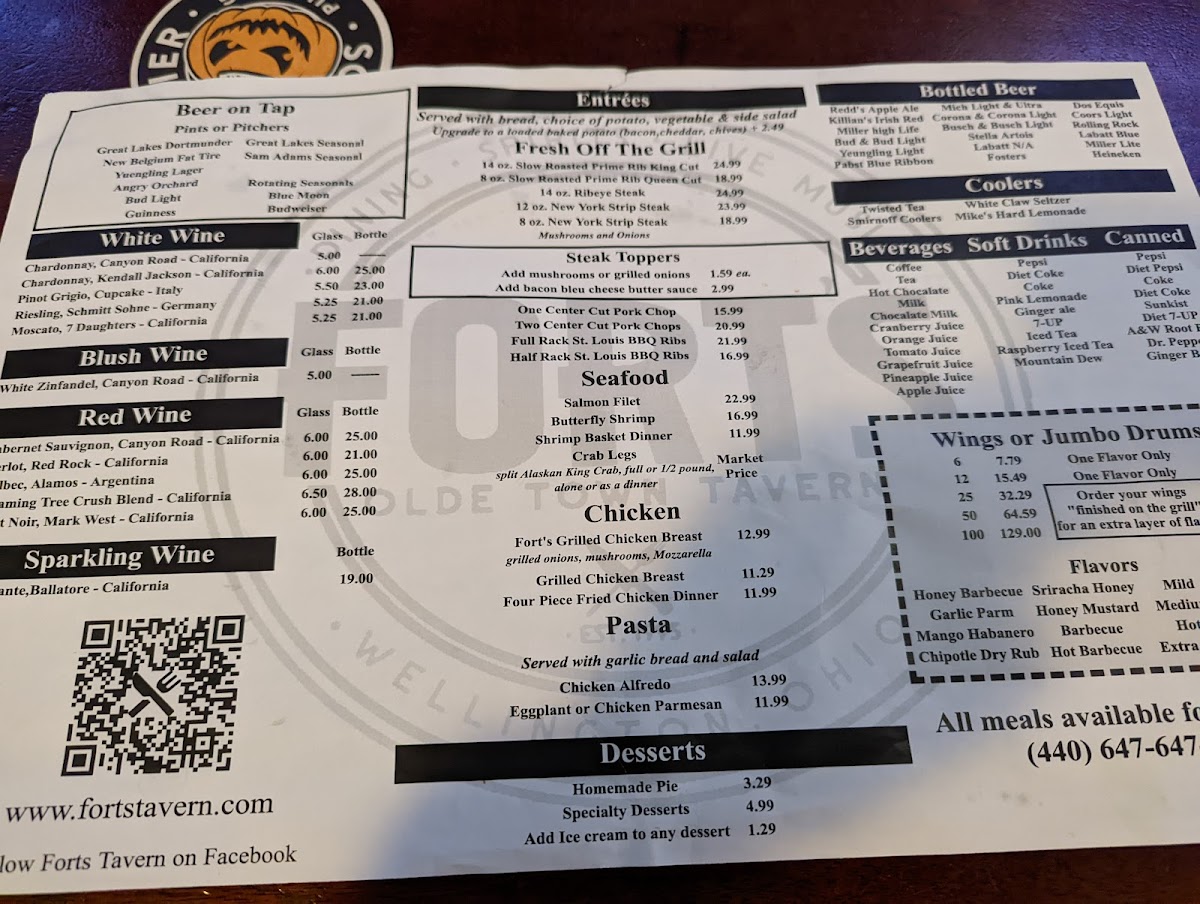 Beer on Tap
Pints or Pitchers
Great Lakes Dortmunder Great Lakes Seasonal
New Belgium Fat Tire Sam Adams Seasonal
Yuengling Lager
Angry Orchard Rotating Seasonals
Bud Light Blue Moon
Guinness Budweiser
White Wine Glass Bottle
Chardonnay, Canyon Road - California 5.00
Chardonnay, Kendall Jackson - California 6.00 25.00
Pinot Grigio, Cupcake - Italy 5.50 23.00
Riesling, Schmitt Sohne - Germany 5.25 21.00
Moscato, 7 Daughters - California 5.25 21.00
Blush Wine Glass Bottle
White Zinfandel, Canyon Road - California 5.00
Red Wine Glass Bottle
abernet Sauvignon, Canyon Road - California 6.00 25.00
erlot, Red Rock - California 6.00 21.00
lbec, Alamos - Argentina 6.00 25.00
aming Tree Crush Blend - California 6.50 28.00
t Noir, Mark West - California 6.00 25.00
Sparkling Wine Bottle
ante,Ballatore - California 19.00
www.fortstavern.com
low Forts Tavern on Facebook
Entrées
Served with bread, choice of potato, vegetable & side salad
Upgrade to a loaded baked potato (bacon,cheddar, chives) + 2.49
Fresh Off The Grill
14 oz. Slow Roasted Prime Rib King Cut 24.99
8 oz. Slow Roasted Prime Rib Queen Cut 18.99
14 oz. Ribeye Steak 24.99
12 oz. New York Strip Steak 23.99
8 oz. New York Strip Steak 18.99
Mushrooms and Onions
Steak Toppers
Add mushrooms or grilled onions 1.59 ea.
Add bacon bleu cheese butter sauce 2.99
One Center Cut Pork Chop 15.99
Two Center Cut Pork Chops 20.99
Full Rack St. Louis BBQ Ribs 21.99
Half Rack St. Louis BBQ Ribs 16.99
Seafood
Salmon Filet 22.99
Butterfly Shrimp 16.99
Shrimp Basket Dinner 11.99
Crab Legs Market Price
split Alaskan King Crab, full or 1/2 pound,
alone or as a dinner
Chicken
Fort's Grilled Chicken Breast 12.99
grilled onions, mushrooms, Mozzarella
Grilled Chicken Breast 11.29
Four Piece Fried Chicken Dinner 11.99
Pasta
Served with garlic bread and salad
Chicken Alfredo 13.99
Eggplant or Chicken Parmesan 11.99
Desserts
Homemade Pie 3.29
Specialty Desserts 4.99
Add Ice cream to any dessert 1.29
FORTS
OLDE TOWN TAVERN
WELLINGTON, OHIO
Bottled Beer
Redd's Apple Ale Mich Light & Ultra Dos Equis
Killian's Irish Red Corona & Corona Light Coors Light
Miller high Life Busch & Busch Light Rolling Rock
Bud & Bud Light Stella Artois Labatt Blue
Yeungling Light Labatt N/A Miller Lite
Pabst Blue Ribbon Fosters Heineken
Coolers
Twisted Tea White Claw Seltzer
Smirnoff Coolers Mike's Hard Lemonade
Beverages Soft Drinks Canned
Coffee Pepsi Pepsi
Tea Diet Coke Diet Pepsi
Hot Chocolate Coke Coke
Milk Pink Lemonade Diet Coke
Chocalate Milk Ginger ale Sunkist
Cranberry Juice 7-UP Diet 7-UP
Orange Juice Iced Tea A&W Root
Tomato Juice Raspberry Iced Tea Dr. Peppe
Grapefruit Juice Mountain Dew Ginger
Pineapple Juice
Apple Juice
Wings or Jumbo Drums
6 7.79 One Flavor Only
12 15.49 One Flavor Only
25 32.29
50 64.59
100 129.00
Order your wings
"finished on the grill"
for an extra layer of fla
Flavors
Honey Barbecue Sriracha Honey Mild
Garlic Parm Honey Mustard Mediu
Mango Habanero Barbecue Hot
Chipotle Dry Rub Hot Barbecue Extra
All meals available fo
(440) 647-647